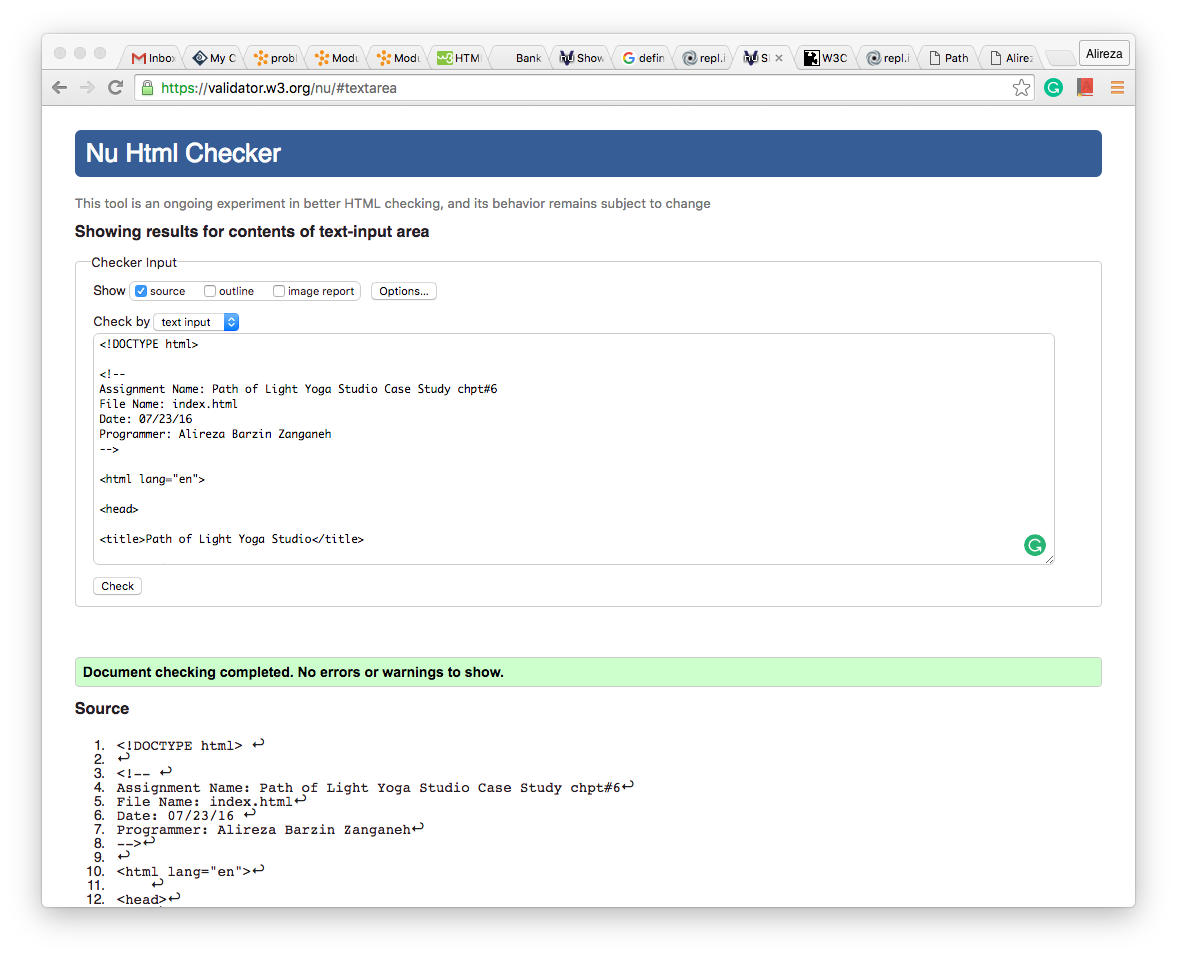 Inbox My C probl Modu Modu HTM Bank Show defin repl.i S W3C repl.i Path Alirez Alireza
https://validator.w3.org/nu/#textarea
Nu Html Checker
This tool is an ongoing experiment in better HTML checking, and its behavior remains subject to change
Showing results for contents of text-input area
Checker Input
Show source outline image report Options...
Check by text input
<!DOCTYPE html>
<!--
Assignment Name: Path of Light Yoga Studio Case Study chpt#6
File Name: index.html
Date: 07/23/16
Programmer: Alireza Barzin Zanganeh
-->
<html lang="en">
<head>
<title>Path of Light Yoga Studio</title>
Check
Document checking completed. No errors or warnings to show.
Source
1. <!DOCTYPE html> ↩
2. ↩
3. <!-- ↩
4. Assignment Name: Path of Light Yoga Studio Case Study chpt#6↩
5. File Name: index.html↩
6. Date: 07/23/16 ↩
7. Programmer: Alireza Barzin Zanganeh↩
8. -->↩
9. ↩
10. <html lang="en">↩
11. ↩
12. <head>↩